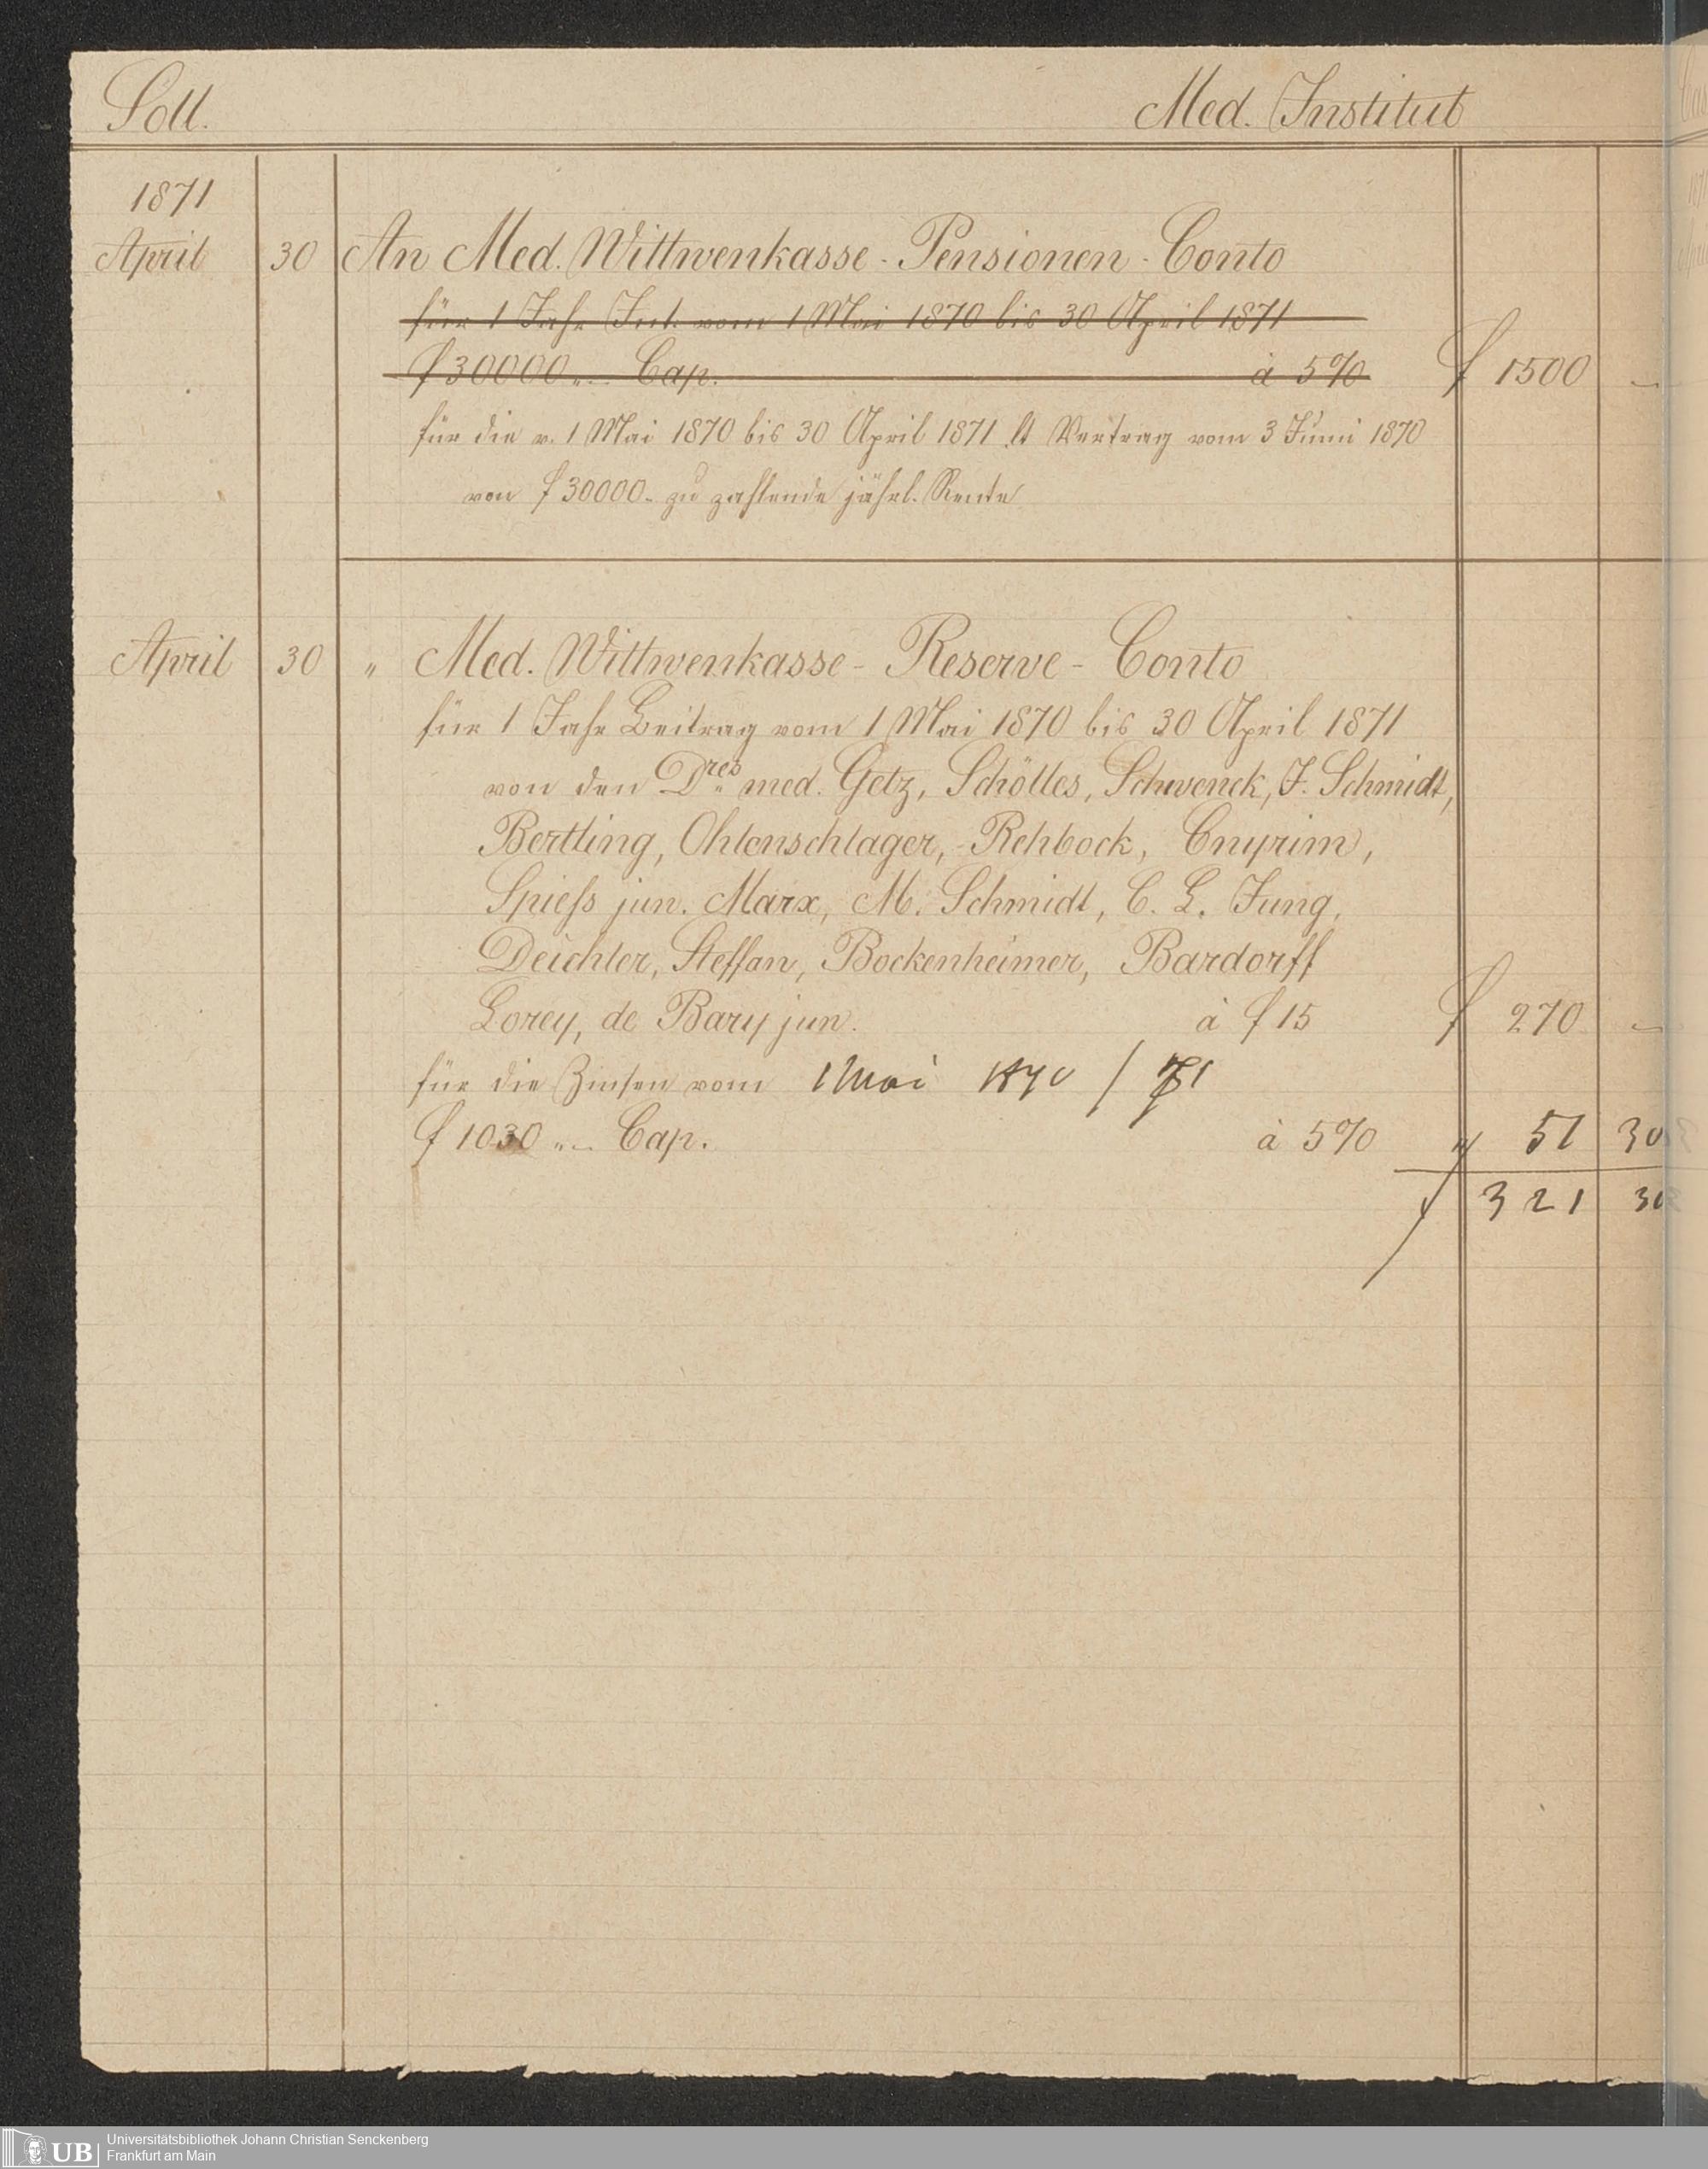 Soll. Med. Institut
1871
April 30 An Med. Wittwenkasse - Pensionen - Conto
für 1 Jahr Int. vom 1 Mai 1870 bis 30 April 1871
f 30000 „ — Cap. à 5% f 1500 —
für die v. 1 Mai 1870 bis 30 April 1871 lt Vertrag vom 3 Juni 1870
von f 30000.- zu zahlende jährl. Rente
April 30 „ Med. Wittwenkasse - Reserve - Conto
für 1 Jahr Beitrag vom 1 Mai 1870 bis 30 April 1871
von den Dres med. Getz, Schölles, Schwenck, J. Schmidt,
Bertling, Ohlenschlager, Rehbock, Cnyrim,
Spiess jun. Marx, M. Schmidt, C. L. Jung,
Deichler, Steffan, Bockenheimer, Bardorff
Lorey, de Bary jun. à f 15 f 270 —
für die Zinsen vom 1 Mai 1870 / 71
f 1030 „ — Cap. à 5% „ 51 30
f 321 30
UB Universitätsbibliothek Johann Christian Senckenberg
Frankfurt am Main